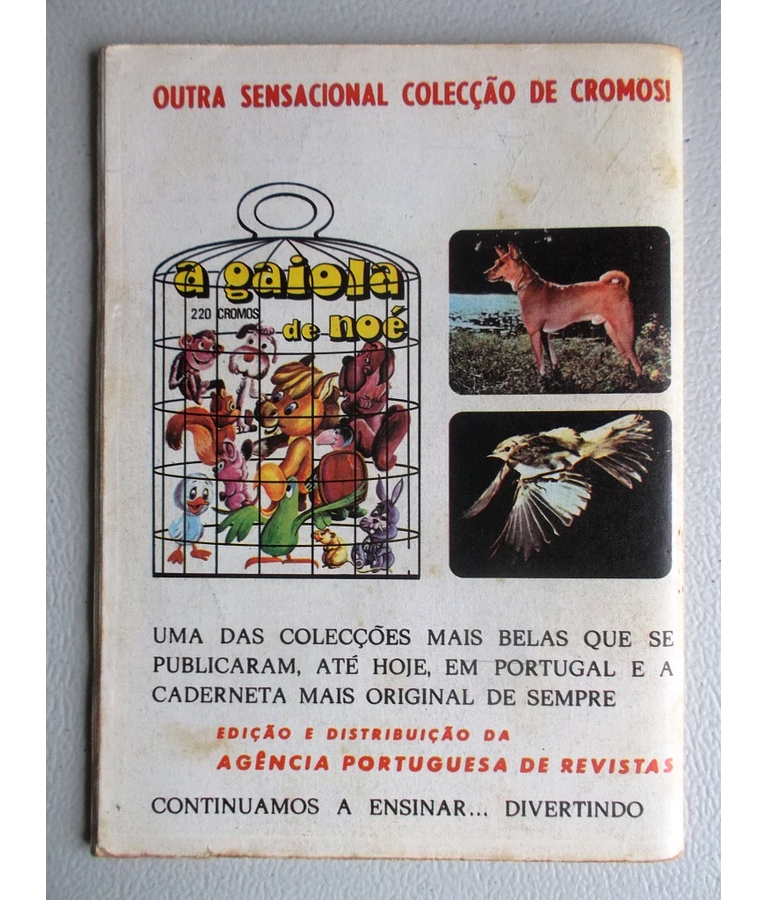 OUTRA SENSACIONAL COLECÇÃO DE CROMOS!
a gaiola
220 CROMOS
de noé
UMA DAS COLECÇÕES MAIS BELAS QUE SE
PUBLICARAM, ATÉ HOJE, EM PORTUGAL E A
CADERNETA MAIS ORIGINAL DE SEMPRE
EDIÇÃO E DISTRIBUIÇÃO DA
AGÊNCIA PORTUGUESA DE REVISTAS
CONTINUAMOS A ENSINAR... DIVERTINDO